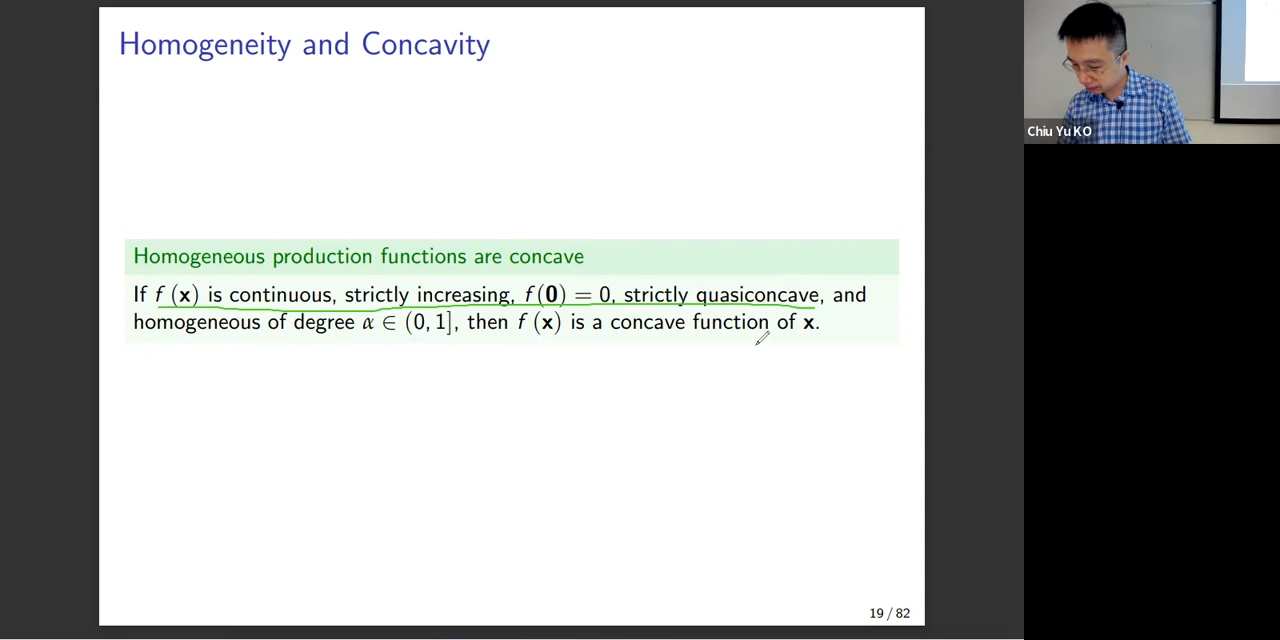 Homogeneity and Concavity
Chiu Yu KO
Homogeneous production functions are concave
If f (x) is continuous, strictly increasing, f(0) = 0, strictly quasiconcave, and
homogeneous of degree α ∈ (0, 1], then f (x) is a concave function of x.
19 / 82